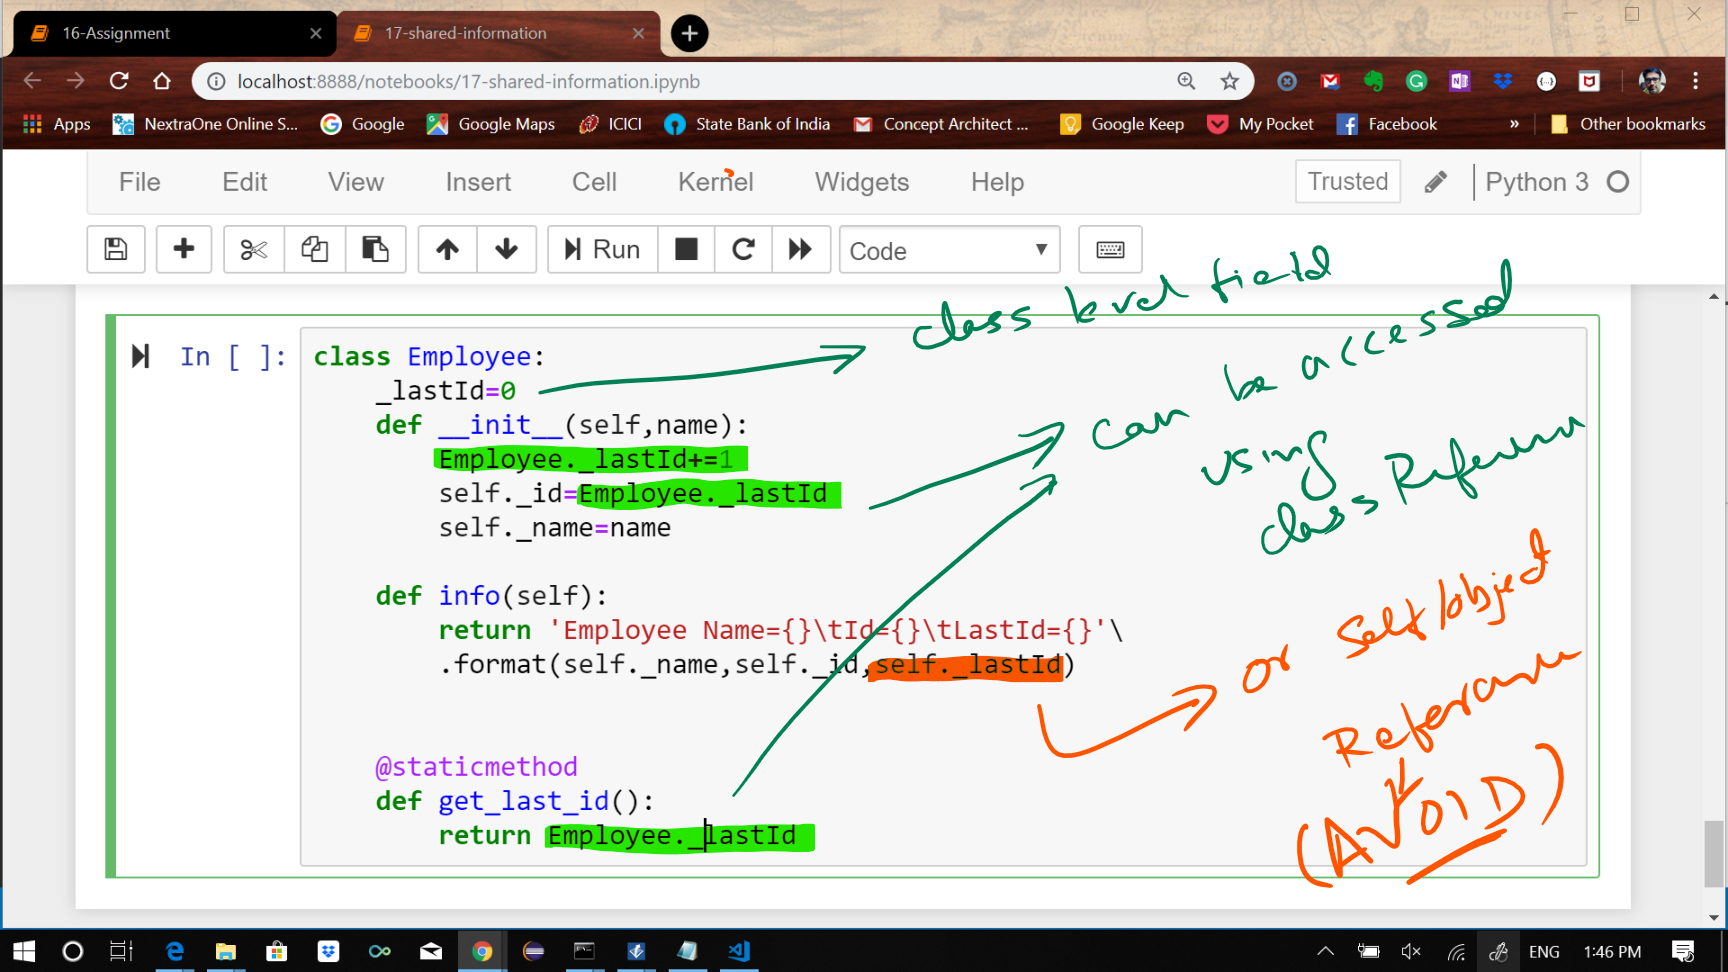 16-Assignment
17-shared-information
localhost:8888/notebooks/17-shared-information.ipynb
Apps NextraOne Online S... Google Google Maps ICICI State Bank of India Concept Architect ... Google Keep My Pocket Facebook » Other bookmarks
File Edit View Insert Cell Kernel Widgets Help Trusted Python 3
Run Code
class level field
can be accessed
using
class Reference
or self/object
Reference
(AVOID)
In [ ]:
class Employee:
    _lastId=0
    def __init__(self,name):
        Employee._lastId+=1
        self._id=Employee._lastId
        self._name=name
    def info(self):
        return 'Employee Name={}\tId={}\tLastId={}'\
        .format(self._name,self._id,self._lastId)
    @staticmethod
    def get_last_id():
        return Employee._lastId
ENG 1:46 PM